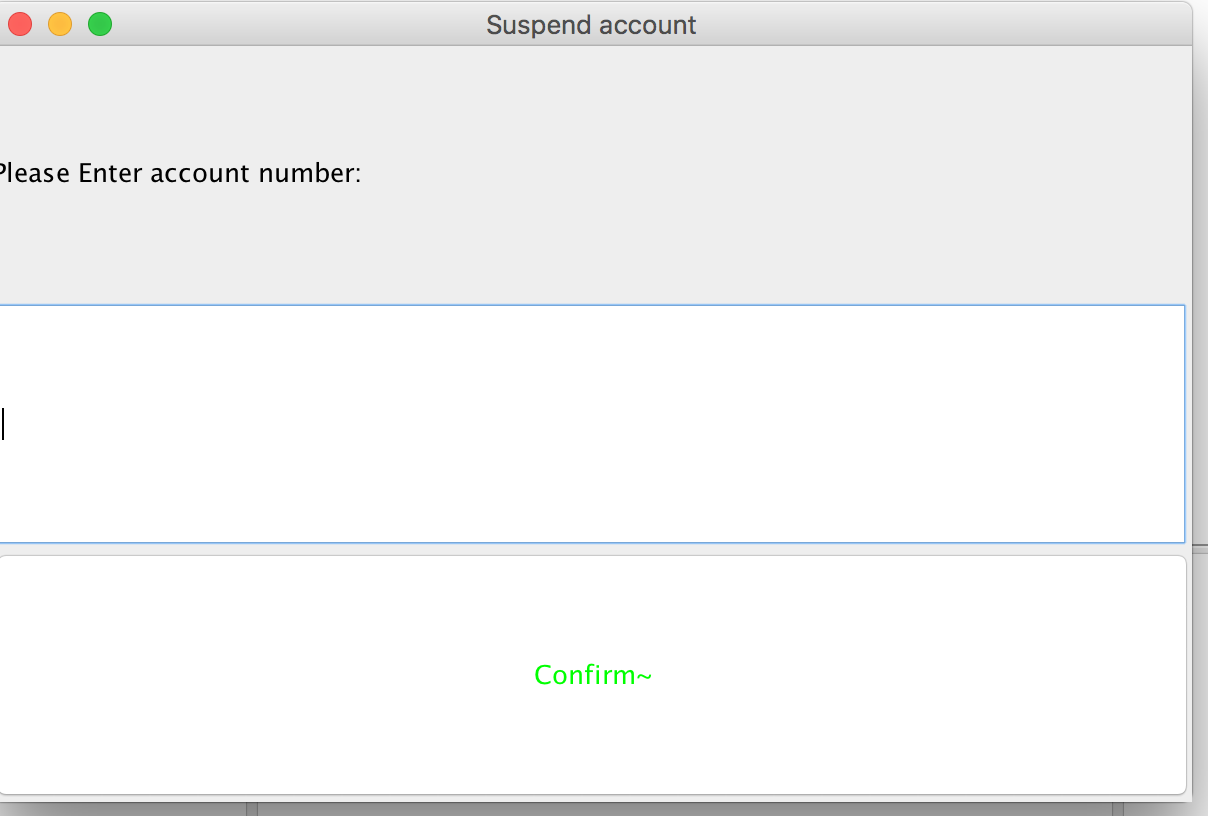 Suspend account
Please Enter account number:
Confirm~